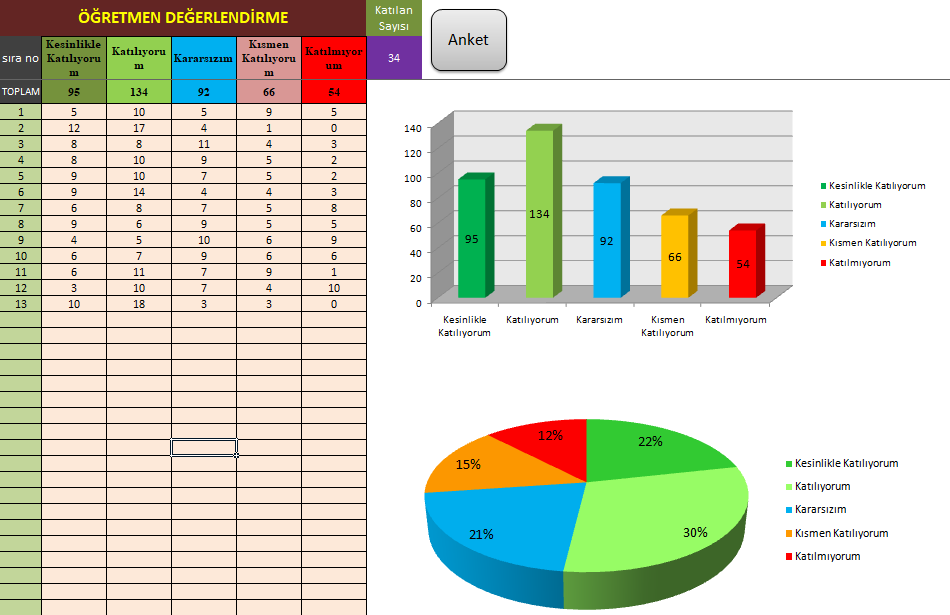 ÖĞRETMEN DEĞERLENDİRME
Katılan
Sayısı
Anket
sıra no
Kesinlikle
Katılıyoru
m
Katılıyoru
m
Kararsızım
Kısmen
Katılıyoru
m
Katılmıyor
um
34
TOPLAM 95 134 92 66 54
1 5 10 5 9 5
2 12 17 4 1 0
3 8 8 11 4 3
4 8 10 9 5 2
5 9 10 7 5 2
6 9 14 4 4 3
7 6 8 7 5 8
8 9 6 9 5 5
9 4 5 10 6 9
10 6 7 9 6 6
11 6 11 7 9 1
12 3 10 7 4 10
13 10 18 3 3 0
140
120
100
80
60
40
20
0
95
134
92
66
54
Kesinlikle
Katılıyorum
Katılıyorum
Kararsızım
Kısmen
Katılıyorum
Katılmıyorum
Kesinlikle Katılıyorum
Katılıyorum
Kararsızım
Kısmen Katılıyorum
Katılmıyorum
12%
22%
15%
21%
30%
Kesinlikle Katılıyorum
Katılıyorum
Kararsızım
Kısmen Katılıyorum
Katılmıyorum